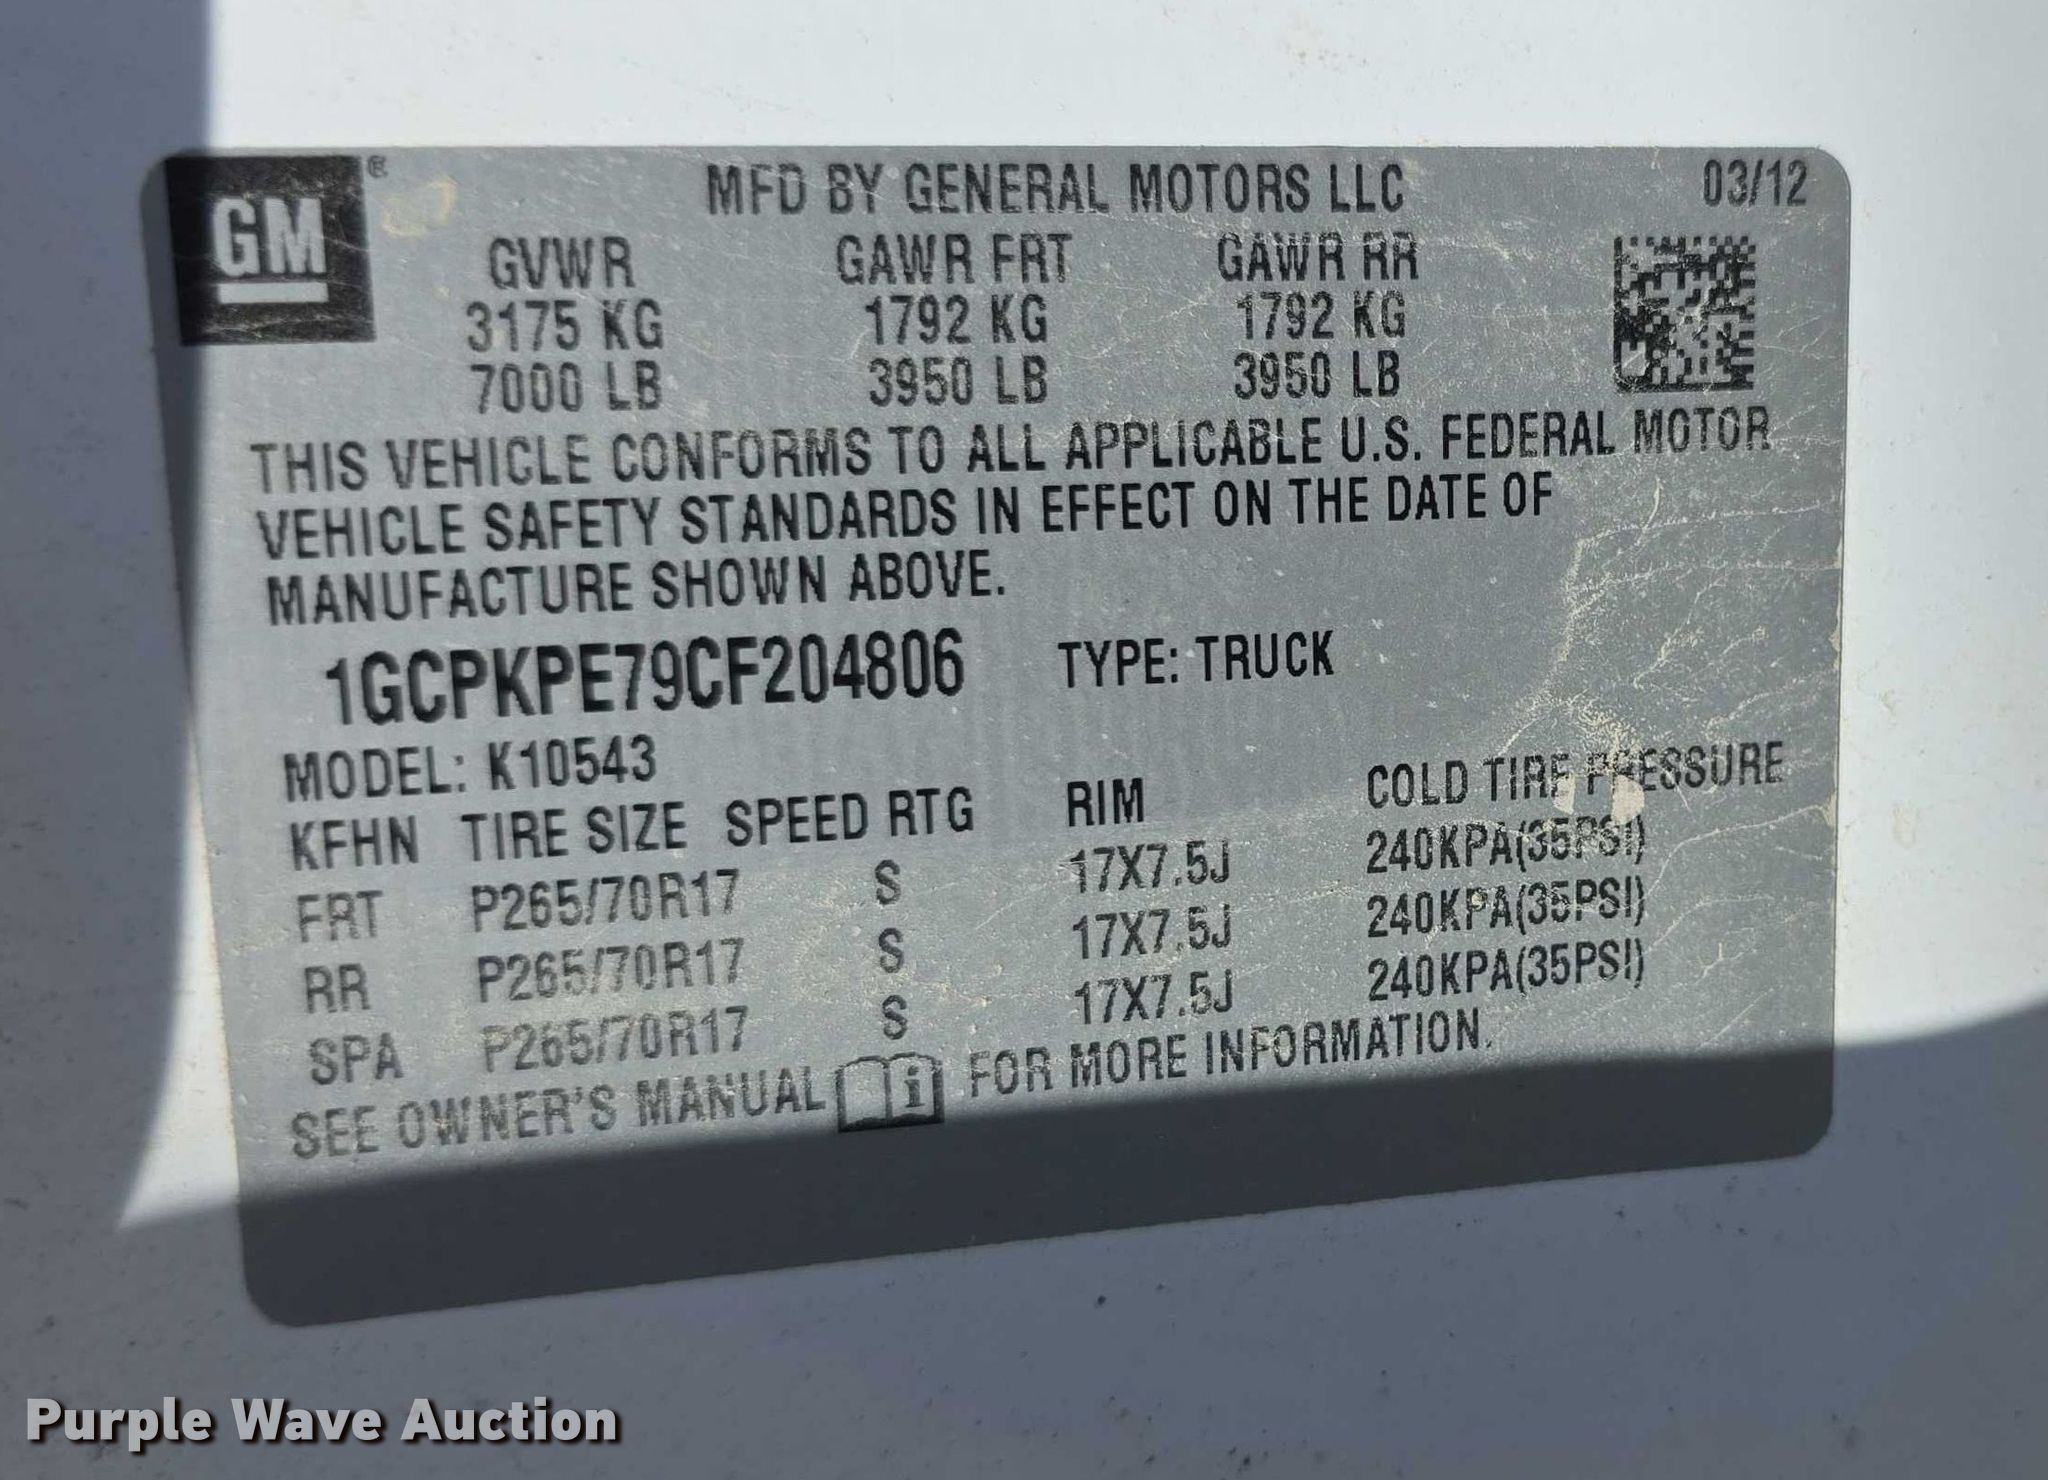 GM® MFD BY GENERAL MOTORS LLC 03/12
GVWR GAWR FRT GAWR RR
3175 KG 1792 KG 1792 KG
7000 LB 3950 LB 3950 LB
THIS VEHICLE CONFORMS TO ALL APPLICABLE U.S. FEDERAL MOTOR
VEHICLE SAFETY STANDARDS IN EFFECT ON THE DATE OF
MANUFACTURE SHOWN ABOVE.
1GCPKPE79CF204806 TYPE: TRUCK
MODEL: K10543
KFHN TIRE SIZE SPEED RTG RIM COLD TIRE PRESSURE
FRT P265/70R17 S 17X7.5J 240KPA(35PSI)
RR P265/70R17 S 17X7.5J 240KPA(35PSI)
SPA P265/70R17 S 17X7.5J 240KPA(35PSI)
SEE OWNER'S MANUAL i FOR MORE INFORMATION.
Purple Wave Auction